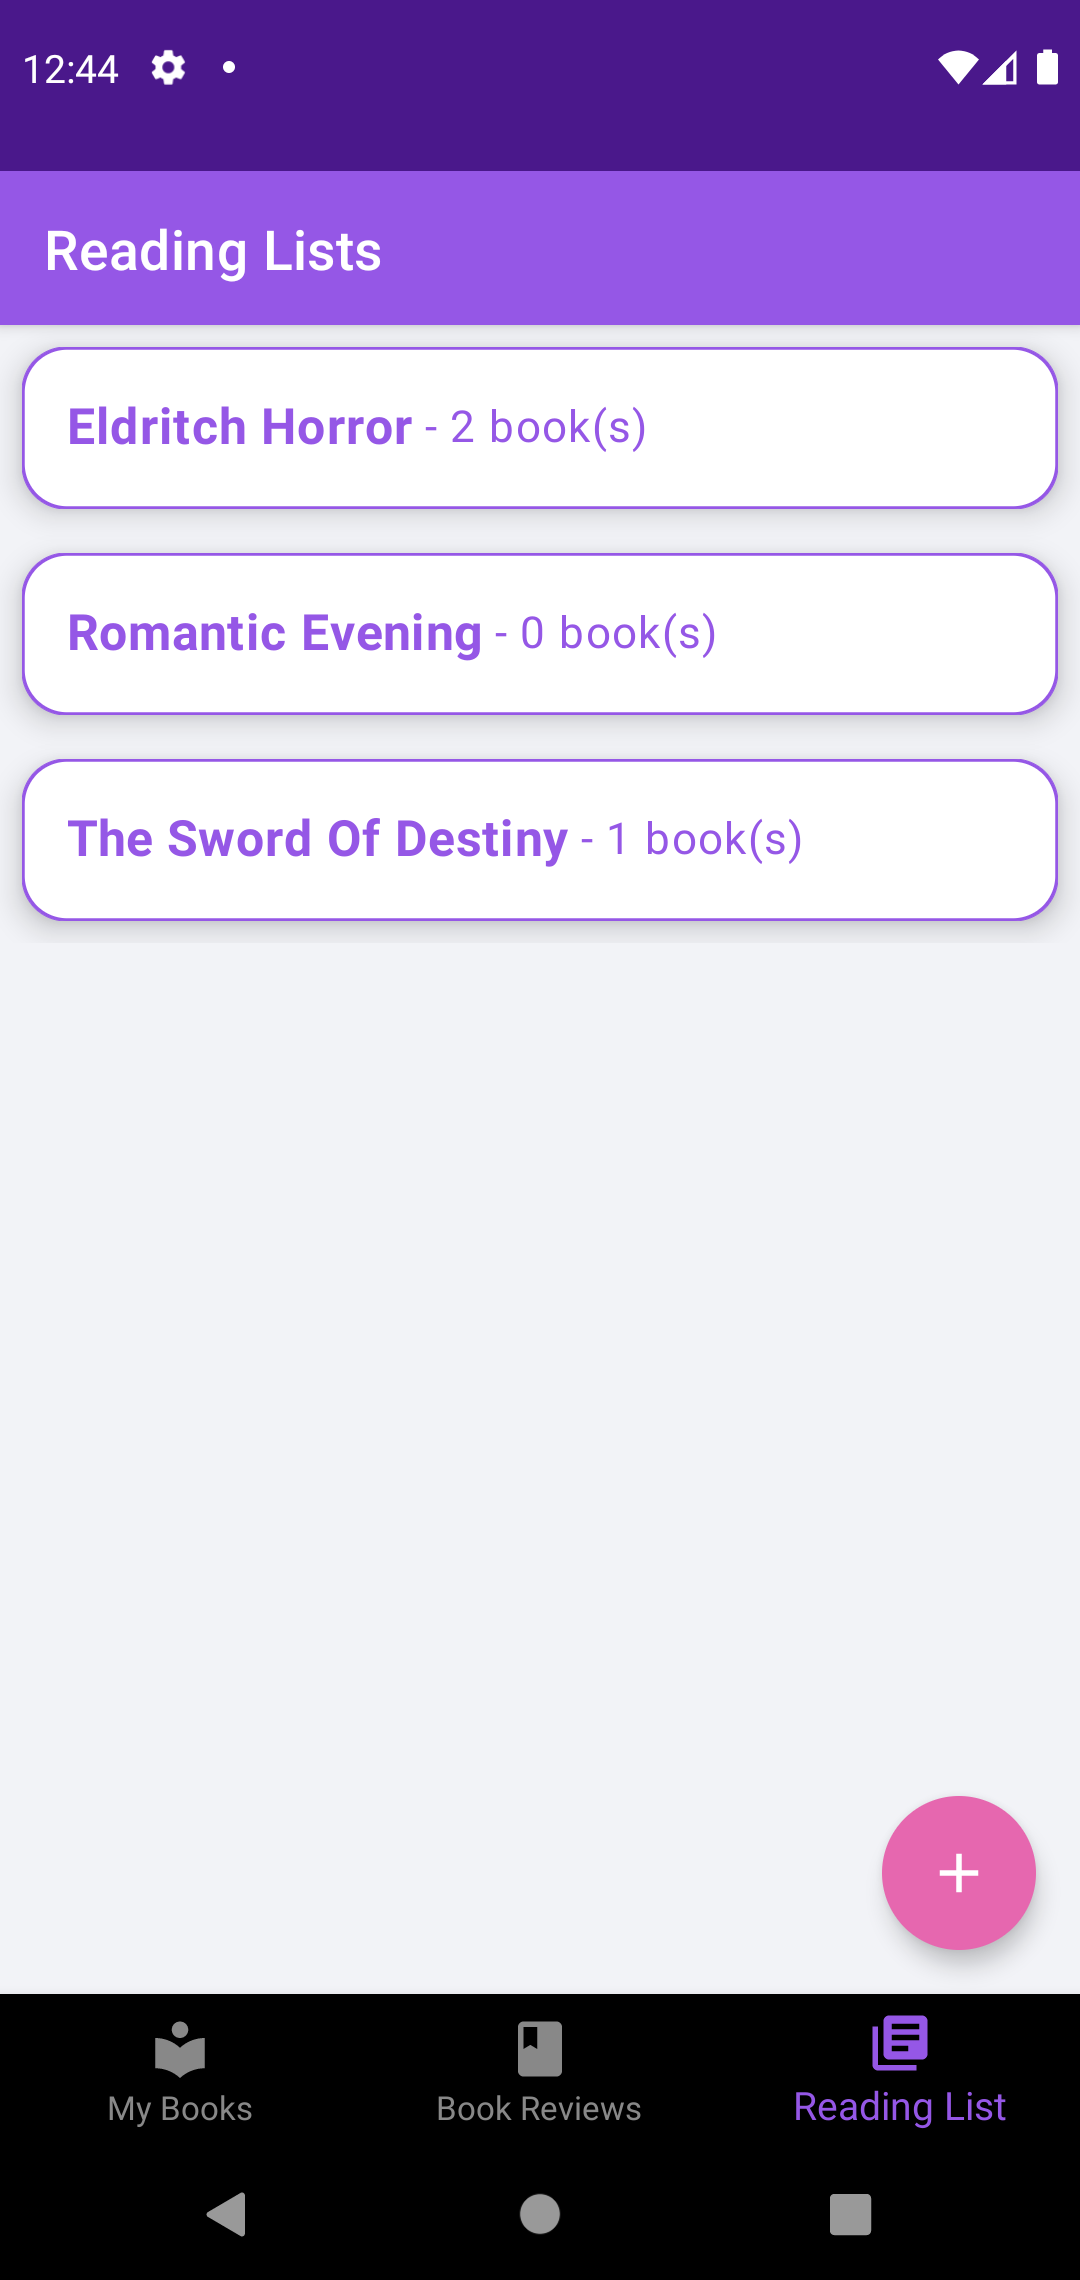 12:44
Reading Lists
Eldritch Horror - 2 book(s)
Romantic Evening - 0 book(s)
The Sword Of Destiny - 1 book(s)
My Books
Book Reviews
Reading List